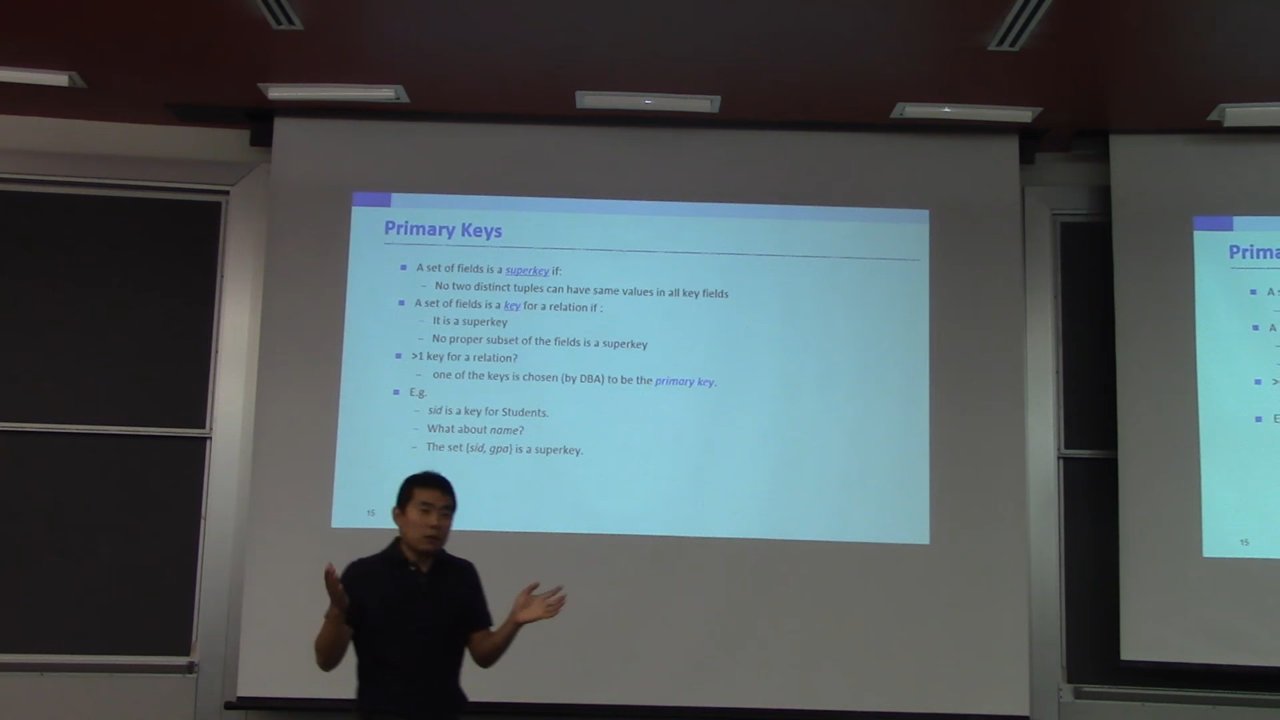 Primary Keys
A set of fields is a superkey if:
– No two distinct tuples can have same values in all key fields
A set of fields is a key for a relation if :
– It is a superkey
– No proper subset of the fields is a superkey
>1 key for a relation?
– one of the keys is chosen (by DBA) to be the primary key.
E.g.
– sid is a key for Students.
– What about name?
– The set {sid, gpa} is a superkey.
15
Prima
A s
A
>
E
15